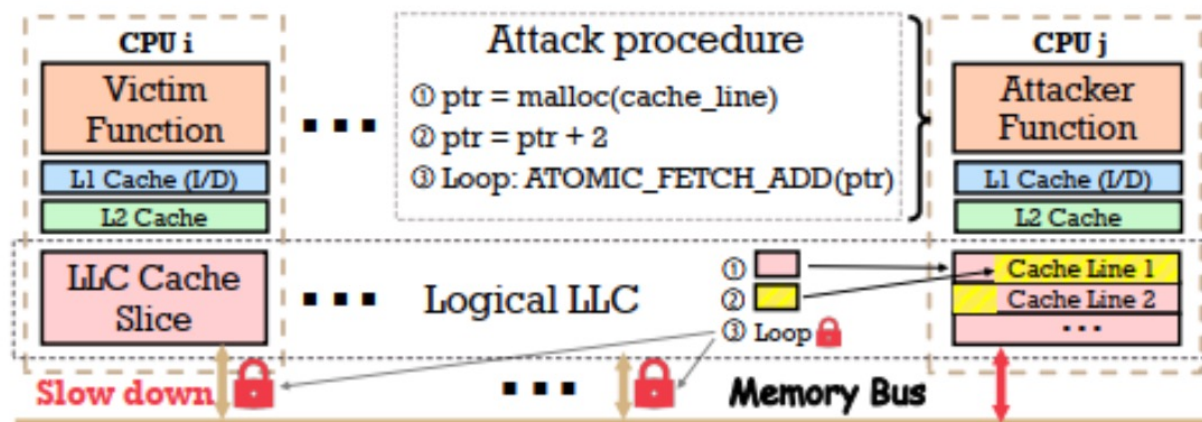 CPU i
Victim
Function
L1 Cache (I/D)
L2 Cache
LLC Cache
Slice
Slow down
Attack procedure
① ptr = malloc(cache_line)
② ptr = ptr + 2
③ Loop: ATOMIC_FETCH_ADD(ptr)
Logical LLC
①
②
③ Loop
Memory Bus
CPU j
Attacker
Function
L1 Cache (I/D)
L2 Cache
Cache Line 1
Cache Line 2